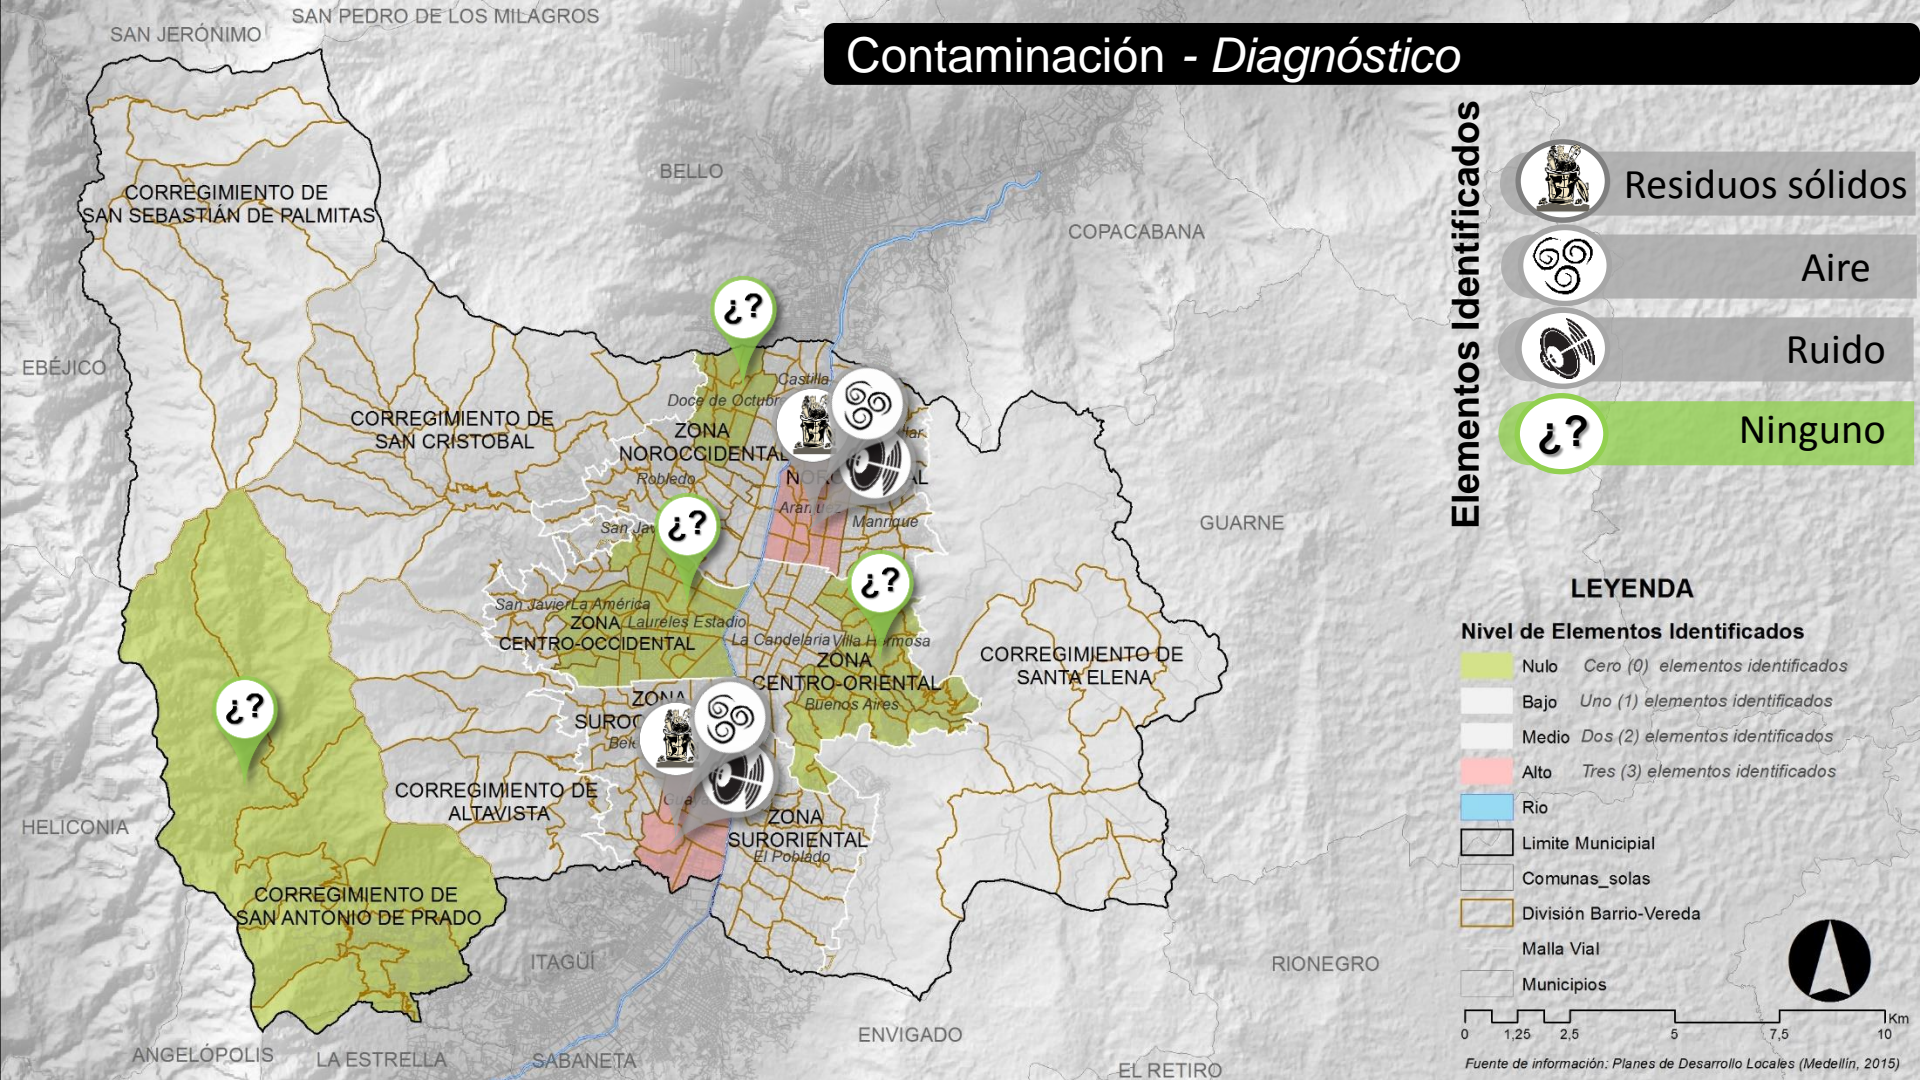 SAN PEDRO DE LOS MILAGROS
SAN JERÓNIMO
Contaminación - Diagnóstico
Elementos Identificados
Residuos sólidos
Aire
Ruido
¿?
Ninguno
BELLO
COPACABANA
CORREGIMIENTO DE
SAN SEBASTIÁN DE PALMITAS
EBÉJICO
¿?
Castilla
Doce de Octubr
CORREGIMIENTO DE
SAN CRISTOBAL
ZONA
NOROCCIDENTAL
Robledo
Manrique
San Jav
¿?
GUARNE
¿?
San Javier
La América
Laureles Estadio
ZONA
CENTRO-OCCIDENTAL
La Candelaria
Villa H rmosa
ZONA
CENTRO-ORIENTAL
Buenos Aires
CORREGIMIENTO DE
SANTA ELENA
¿?
ZONA
CORREGIMIENTO DE
ALTAVISTA
ZONA
SURORIENTAL
El Poblado
HELICONIA
CORREGIMIENTO DE
SAN ANTONIO DE PRADO
ITAGÜÍ
RIONEGRO
ENVIGADO
ANGELÓPOLIS
LA ESTRELLA
SABANETA
EL RETIRO
LEYENDA
Nivel de Elementos Identificados
Nulo Cero (0) elementos identificados
Bajo Uno (1) elementos identificados
Medio Dos (2) elementos identificados
Alto Tres (3) elementos identificados
Rio
Limite Municipial
Comunas_solas
División Barrio-Vereda
Malla Vial
Municipios
Km
0 1,25 2,5 5 7,5 10
Fuente de información: Planes de Desarrollo Locales (Medellín, 2015)